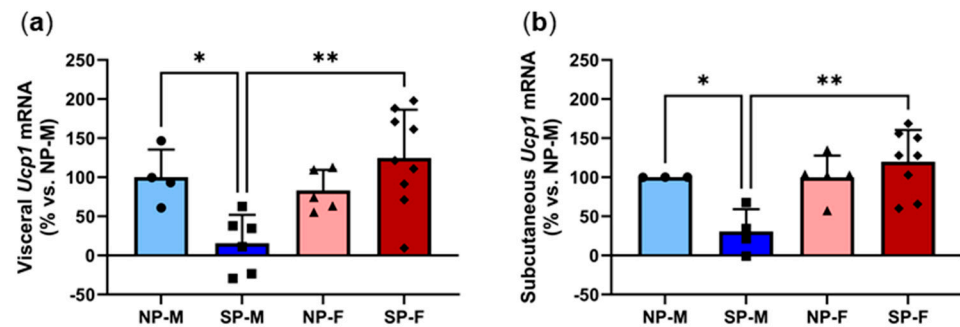 (a)
Visceral Ucp1 mRNA
(% vs. NP-M)
250
200
150
100
50
0
-50
*
**
NP-M SP-M NP-F SP-F
(b)
Subcutaneous Ucp1 mRNA
(% vs. NP-M)
250
200
150
100
50
0
-50
*
**
NP-M SP-M NP-F SP-F